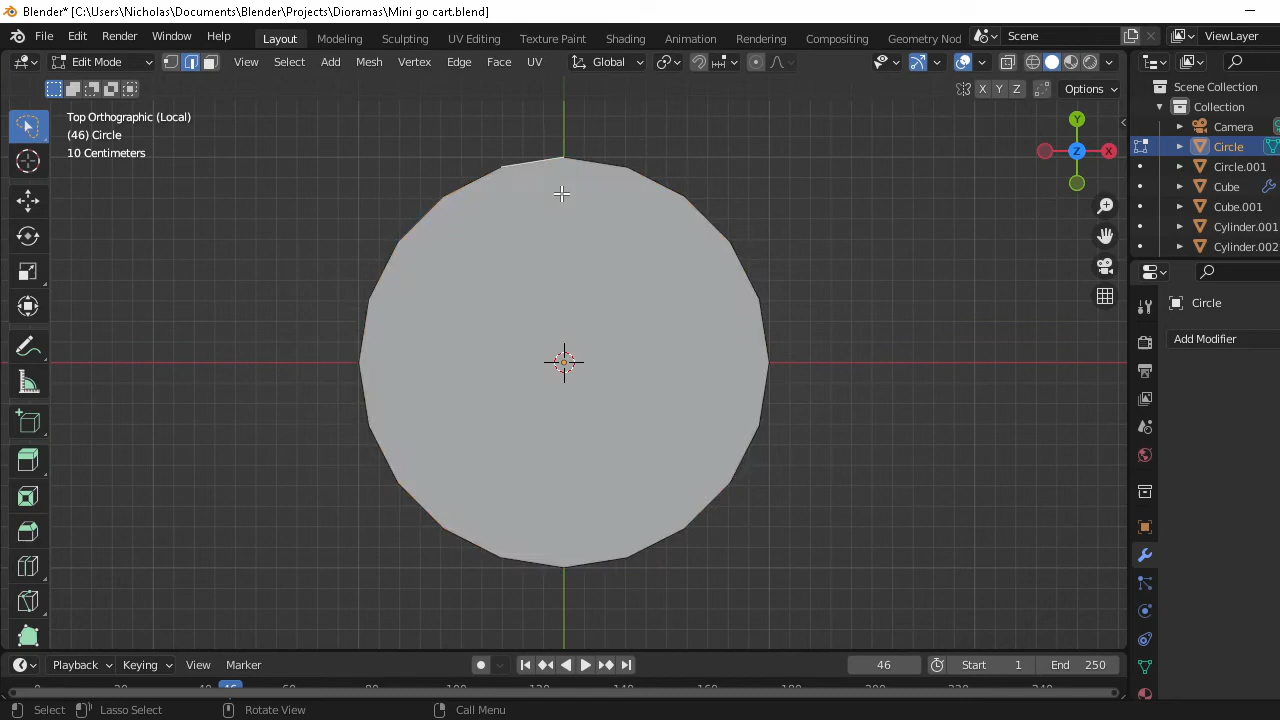 Blender* [C:\Users\Nicholas\Documents\Blender\Projects\Dioramas\Mini go cart.blend]
File Edit Render Window Help Layout Modeling Sculpting UV Editing Texture Paint Shading Animation Rendering Compositing Geometry Nod Scene ViewLayer
Edit Mode View Select Add Mesh Vertex Edge Face UV Global
X Y Z Options
Top Orthographic (Local)
(46) Circle
10 Centimeters
Y
Z X
Scene Collection
Collection
Camera
Circle
Circle.001
Cube
Cube.001
Cylinder.001
Cylinder.002
Circle
Add Modifier
Playback Keying View Marker 46 Start 1 End 250
46
Select Lasso Select Rotate View Call Menu